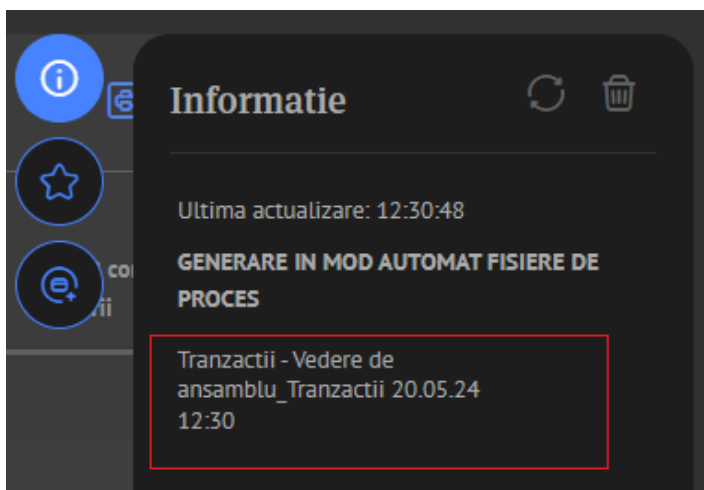 Informatie
Ultima actualizare: 12:30:48
GENERARE IN MOD AUTOMAT FISIERE DE
PROCES
Tranzactii - Vedere de
ansamblu_Tranzactii 20.05.24
12:30